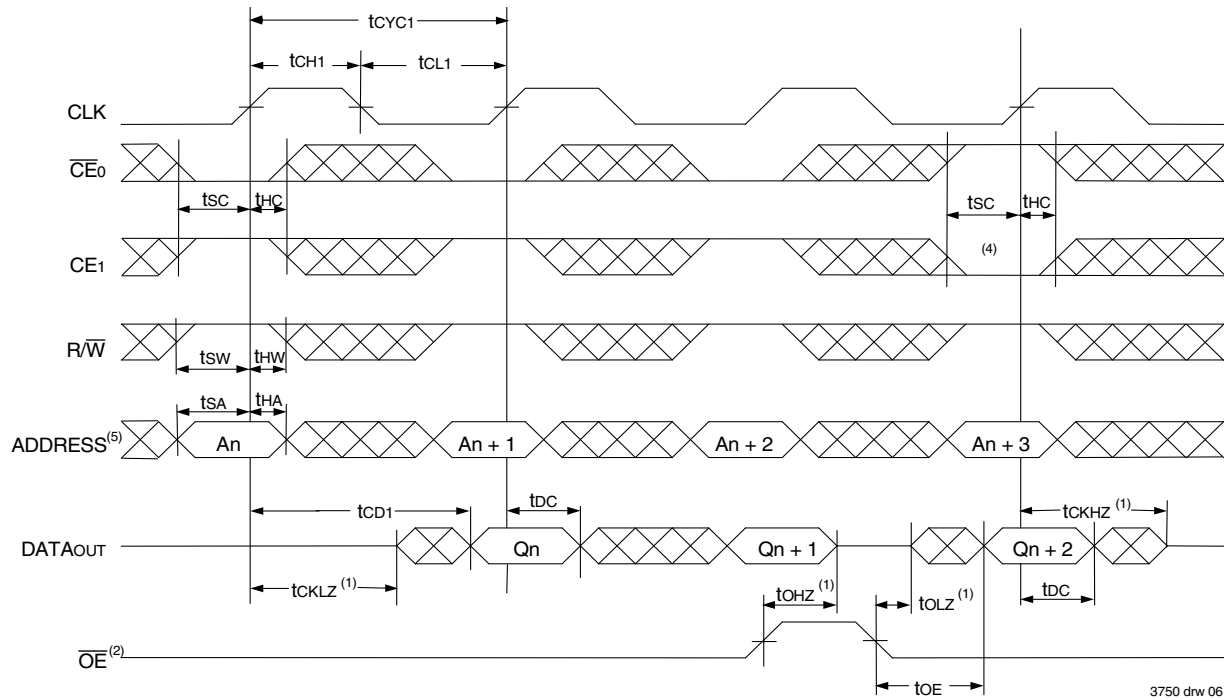 tCYC1
tCH1 tCL1
CLK
CE0
tSC tHC tSC tHC
CE1 (4)
R/W
tSW tHW
tSA tHA
ADDRESS(5) An An + 1 An + 2 An + 3
tCD1 tDC tCKHZ (1)
DATAOUT Qn Qn + 1 Qn + 2
tCKLZ (1) tOHZ (1) tOLZ (1) tDC
OE(2)
tOE
3750 drw 06